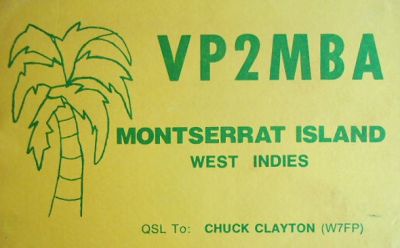 VP2MBA
MONTSERRAT ISLAND
WEST INDIES
QSL To: CHUCK CLAYTON (W7FP)